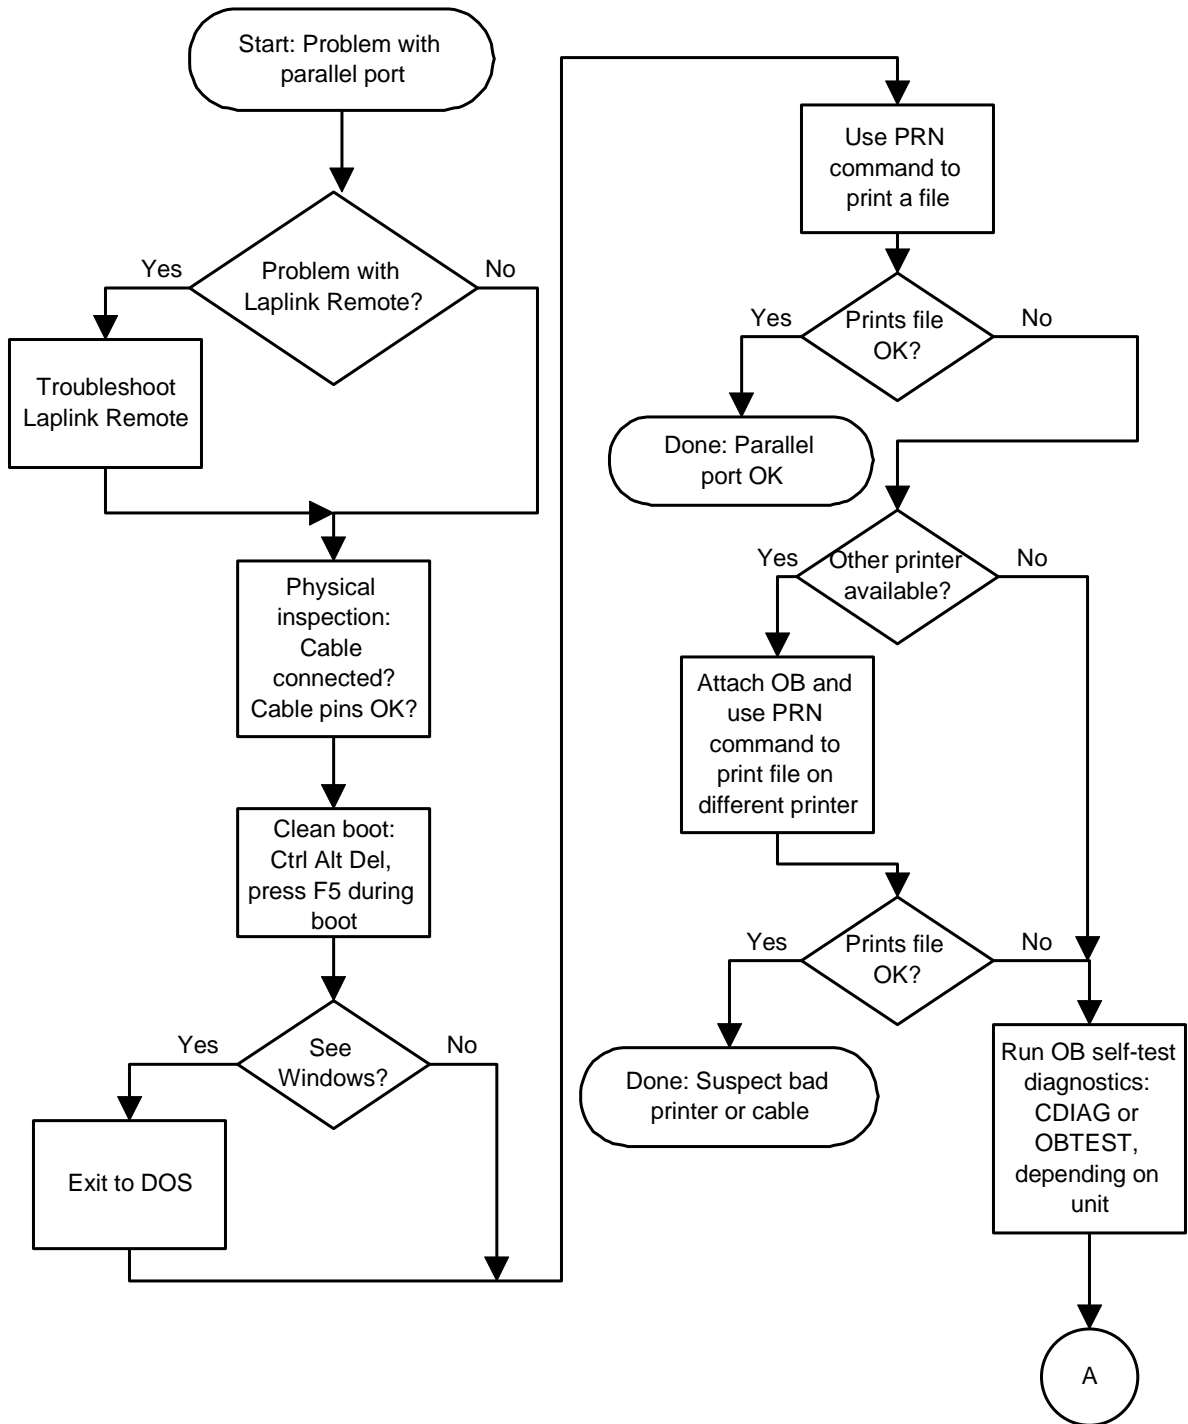 Start: Problem with
parallel port
Yes
Problem with
Laplink Remote?
No
Troubleshoot
Laplink Remote
Physical
inspection:
Cable
connected?
Cable pins OK?
Clean boot:
Ctrl Alt Del,
press F5 during
boot
Yes
See
Windows?
No
Exit to DOS
Use PRN
command to
print a file
Yes
Prints file
OK?
No
Done: Parallel
port OK
Yes
Other printer
available?
No
Attach OB and
use PRN
command to
print file on
different printer
Yes
Prints file
OK?
No
Done: Suspect bad
printer or cable
Run OB self-test
diagnostics:
CDIAG or
OBTEST,
depending on
unit
A